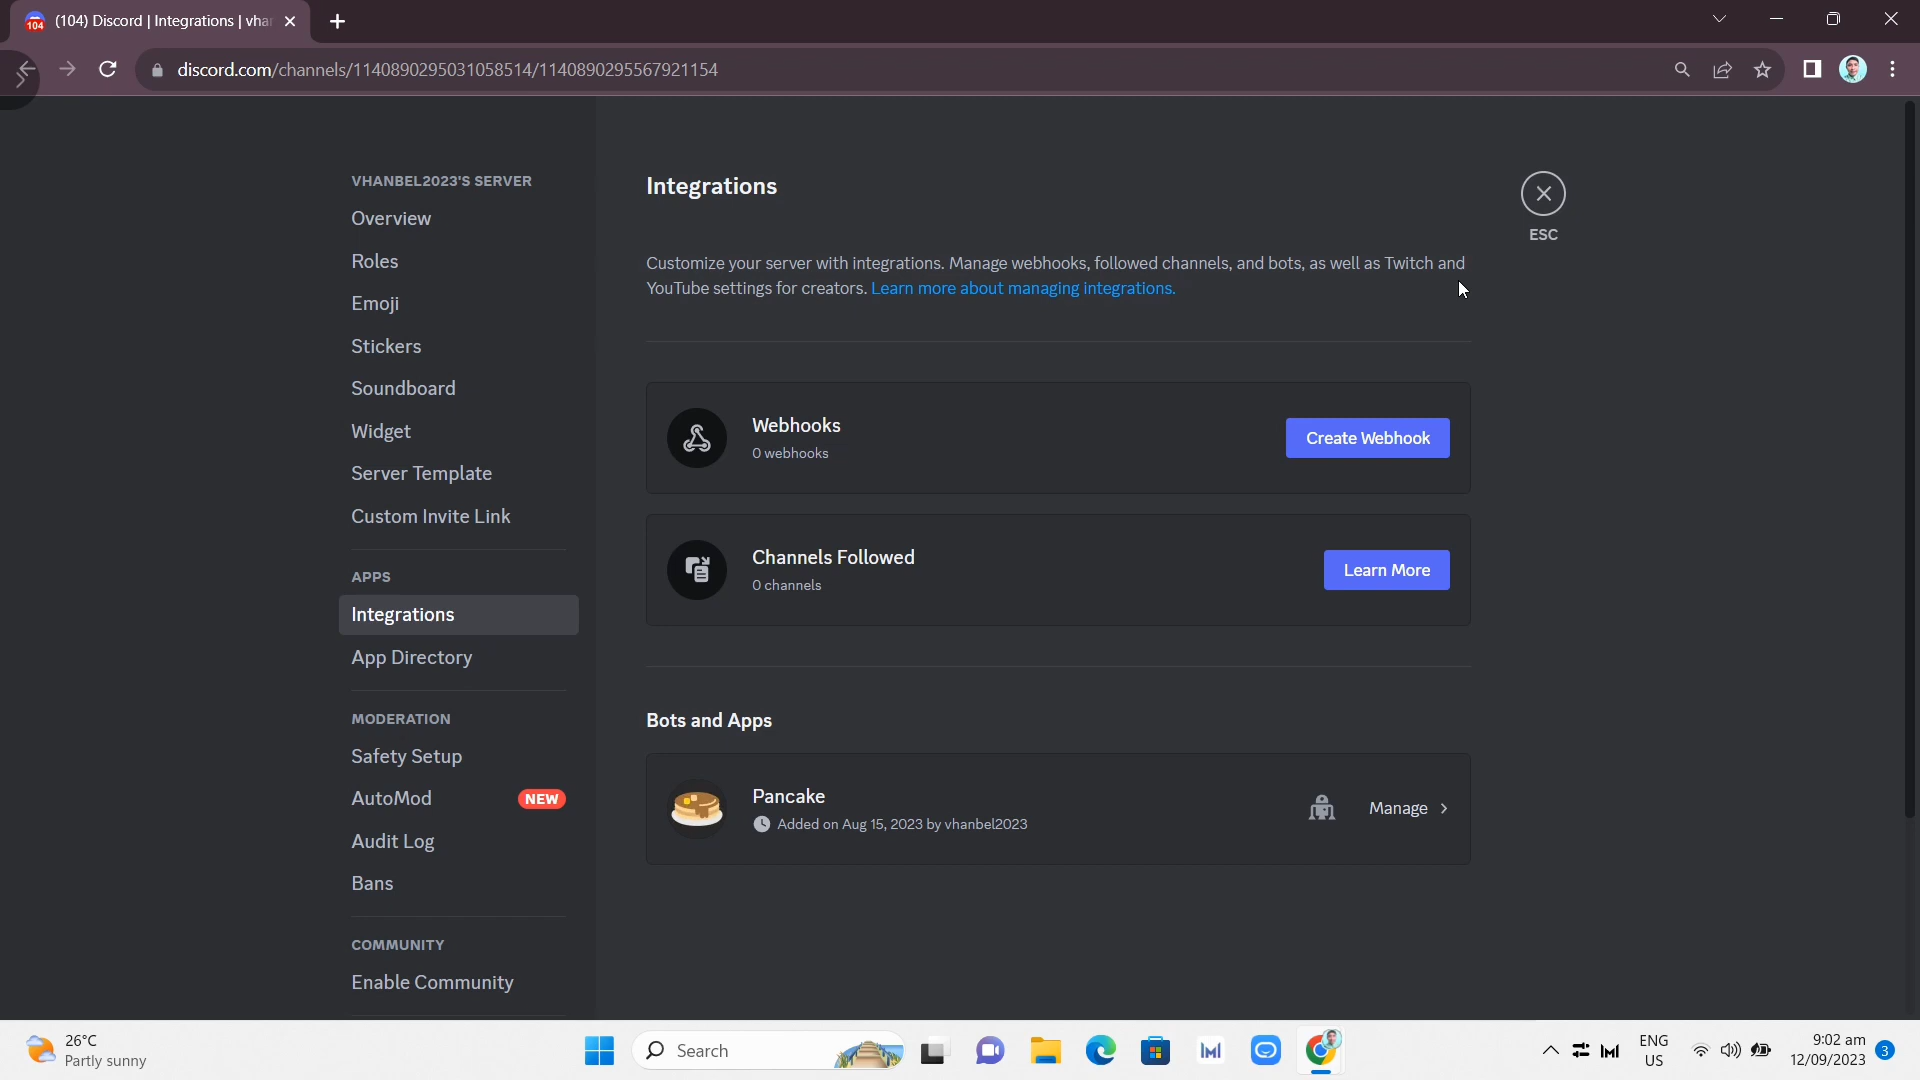 104
(104) Discord | Integrations | vha
discord.com/channels/1140890295031058514/1140890295567921154
VHANBEL2023'S SERVER
Overview
Roles
Emoji
Stickers
Soundboard
Widget
Server Template
Custom Invite Link
APPS
Integrations
App Directory
MODERATION
Safety Setup
AutoMod NEW
Audit Log
Bans
COMMUNITY
Enable Community
Integrations
ESC
Customize your server with integrations. Manage webhooks, followed channels, and bots, as well as Twitch and
YouTube settings for creators. Learn more about managing integrations.
Webhooks
0 webhooks
Create Webhook
Channels Followed
0 channels
Learn More
Bots and Apps
Pancake
Added on Aug 15, 2023 by vhanbel2023
Manage
26°C
Partly sunny
Search
ENG
US
9:02 am
12/09/2023
3